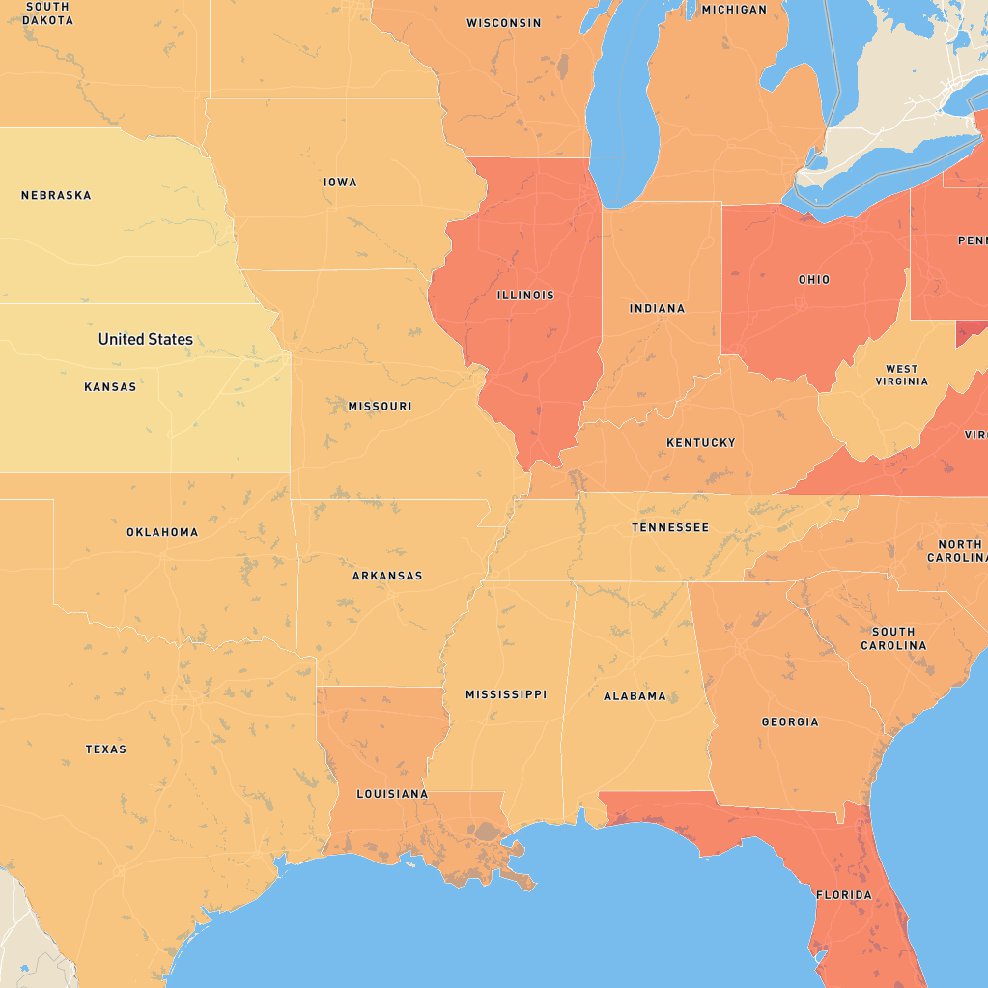 SOUTH
DAKOTA
WISCONSIN
MICHIGAN
NEBRASKA
IOWA
PENN
OHIO
ILLINOIS
INDIANA
United States
WEST
VIRGINIA
KANSAS
MISSOURI
VIRG
KENTUCKY
OKLAHOMA
TENNESSEE
NORTH
CAROLINA
ARKANSAS
SOUTH
CAROLINA
MISSISSIPPI
ALABAMA
GEORGIA
TEXAS
LOUISIANA
FLORIDA